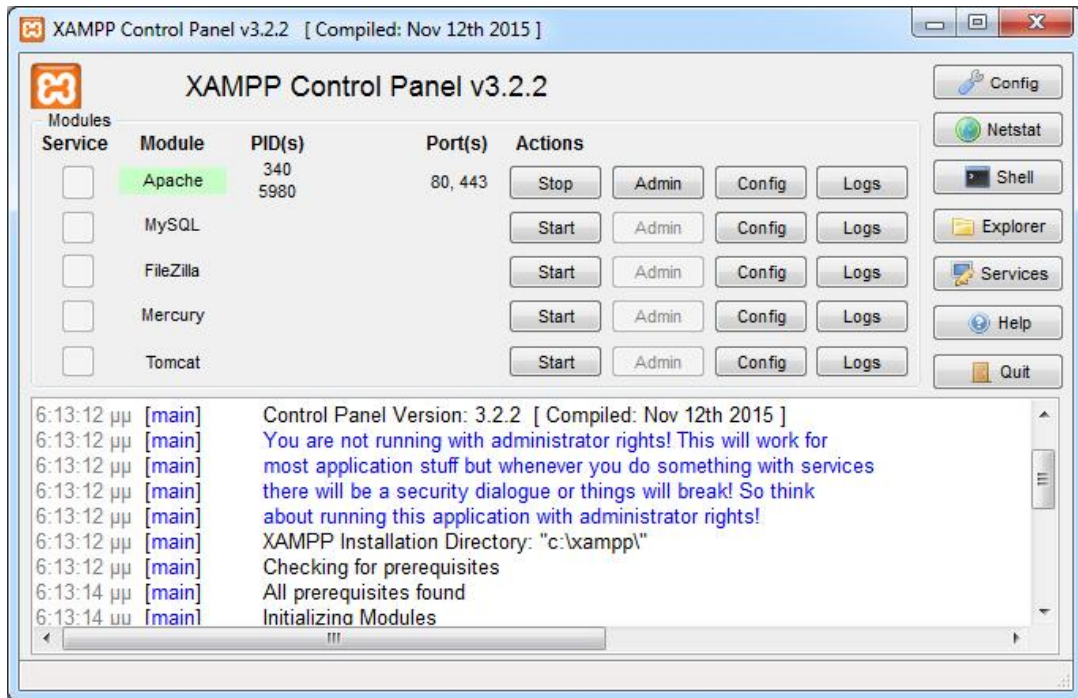 XAMPP Control Panel v3.2.2 [ Compiled: Nov 12th 2015 ]
XAMPP Control Panel v3.2.2
Config
Netstat
Shell
Explorer
Services
Help
Quit
Modules
Service Module PID(s) Port(s) Actions
Apache 340 5980 80, 443 Stop Admin Config Logs
MySQL Start Admin Config Logs
FileZilla Start Admin Config Logs
Mercury Start Admin Config Logs
Tomcat Start Admin Config Logs
6:13:12 μμ [main] Control Panel Version: 3.2.2 [ Compiled: Nov 12th 2015 ]
6:13:12 μμ [main] You are not running with administrator rights! This will work for
6:13:12 μμ [main] most application stuff but whenever you do something with services
6:13:12 μμ [main] there will be a security dialogue or things will break! So think
6:13:12 μμ [main] about running this application with administrator rights!
6:13:12 μμ [main] XAMPP Installation Directory: "c:\xampp\"
6:13:12 μμ [main] Checking for prerequisites
6:13:14 μμ [main] All prerequisites found
6:13:14 μμ [main] Initializing Modules